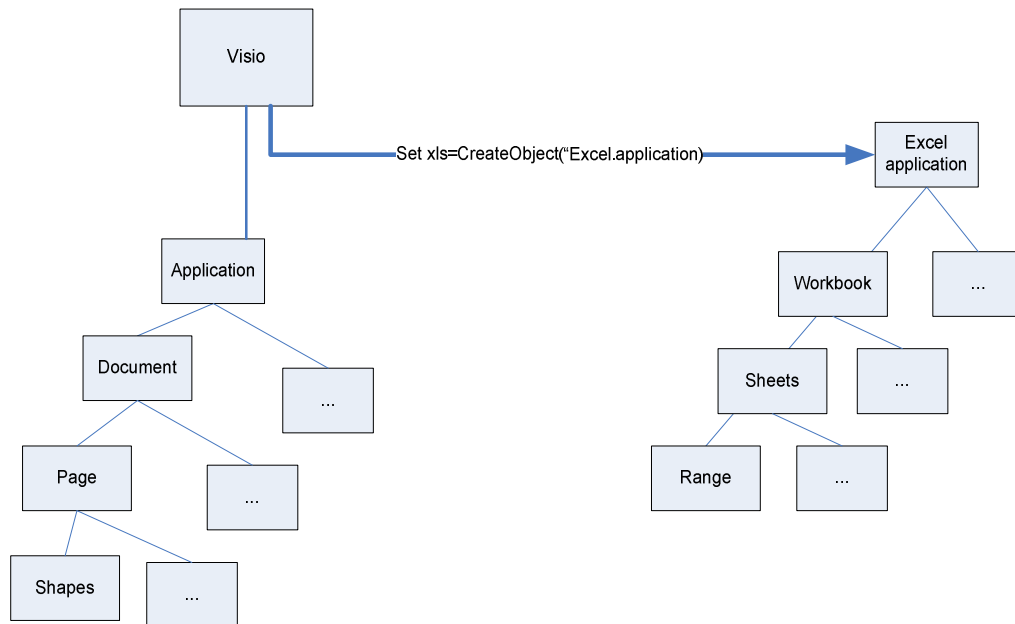 Visio
Set xls=CreateObject(“Excel.application)
Excel
application
Application
Workbook
...
Document
Sheets
...
...
Page
...
Range
...
Shapes
...